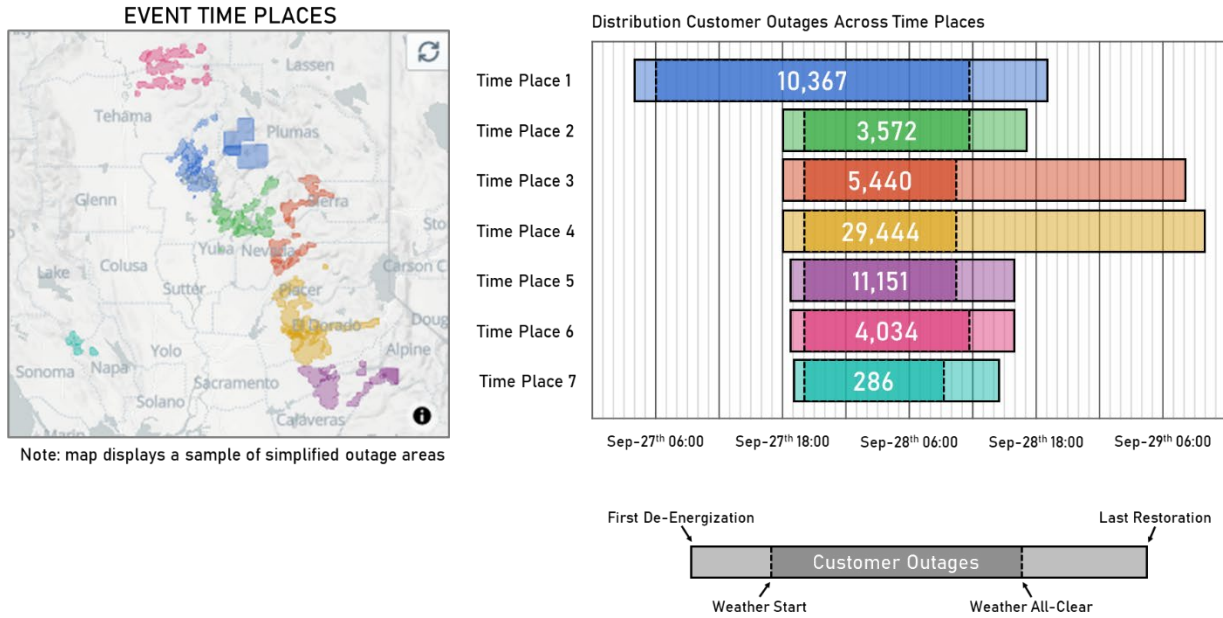 EVENT TIME PLACES
Lassen
Tehama
Plumas
Glenn
Sierra
Yuba
Nevada
Sto
Colusa
Lake
Carson C
Sutter
Placer
El Dorado
Doug
Yolo
Alpine
Sonoma
Napa
Sacramento
Solano
Calaveras
Marin
Note: map displays a sample of simplified outage areas
Distribution Customer Outages Across Time Places
Time Place 1
10,367
Time Place 2
3,572
Time Place 3
5,440
Time Place 4
29,444
Time Place 5
11,151
Time Place 6
4,034
Time Place 7
286
Sep-27th 06:00 Sep-27th 18:00 Sep-28th 06:00 Sep-28th 18:00 Sep-29th 06:00
First De-Energization
Last Restoration
Customer Outages
Weather Start
Weather All-Clear